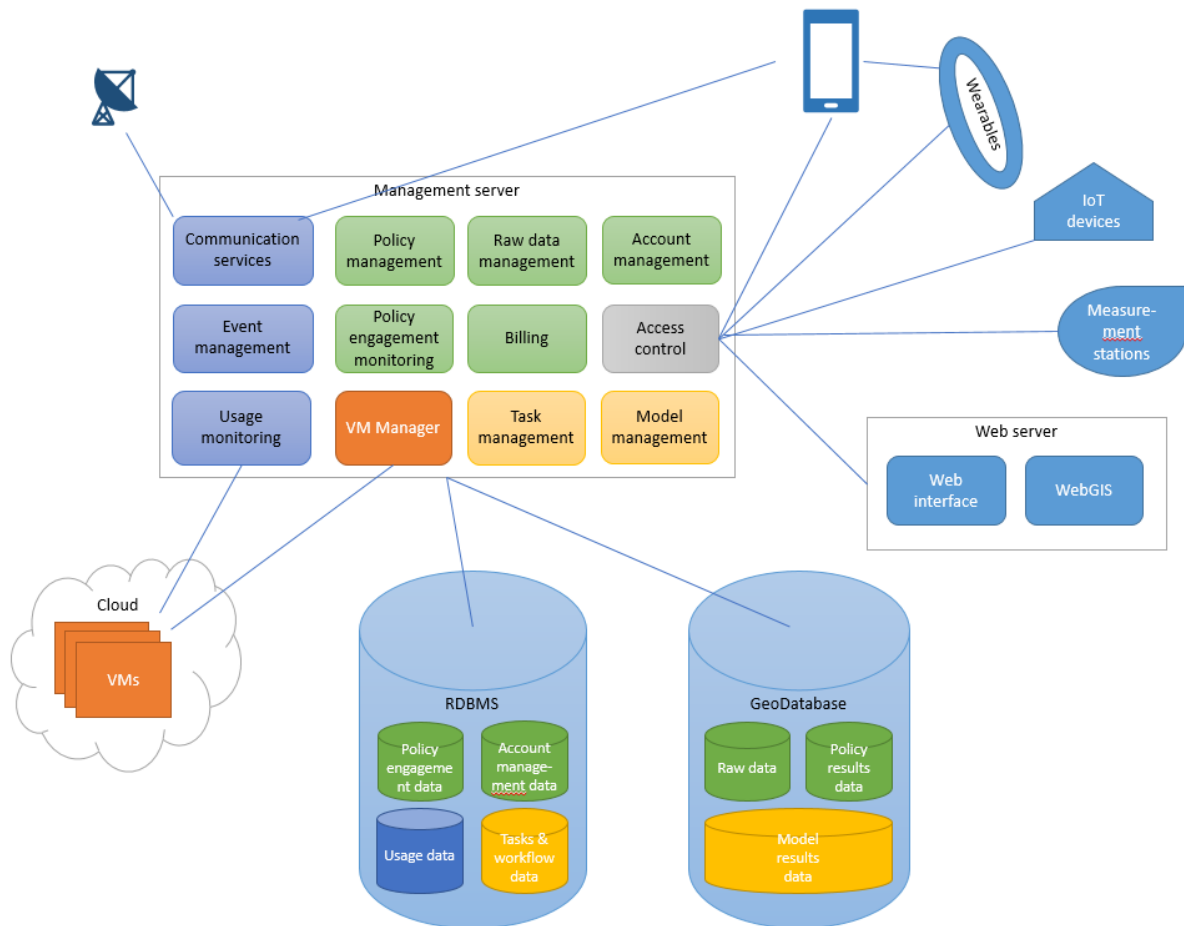 Wearables
IoT
devices
Measure-
ment
stations
Management server
Communication
services
Policy
management
Raw data
management
Account
management
Event
management
Policy
engagement
monitoring
Billing
Access
control
Usage
monitoring
VM Manager
Task
management
Model
management
Web server
Web
interface
WebGIS
Cloud
VMs
RDBMS
Policy
engageme
nt data
Account
manage-
ment data
Usage data
Tasks &
workflow
data
GeoDatabase
Raw data
Policy
results
data
Model
results
data